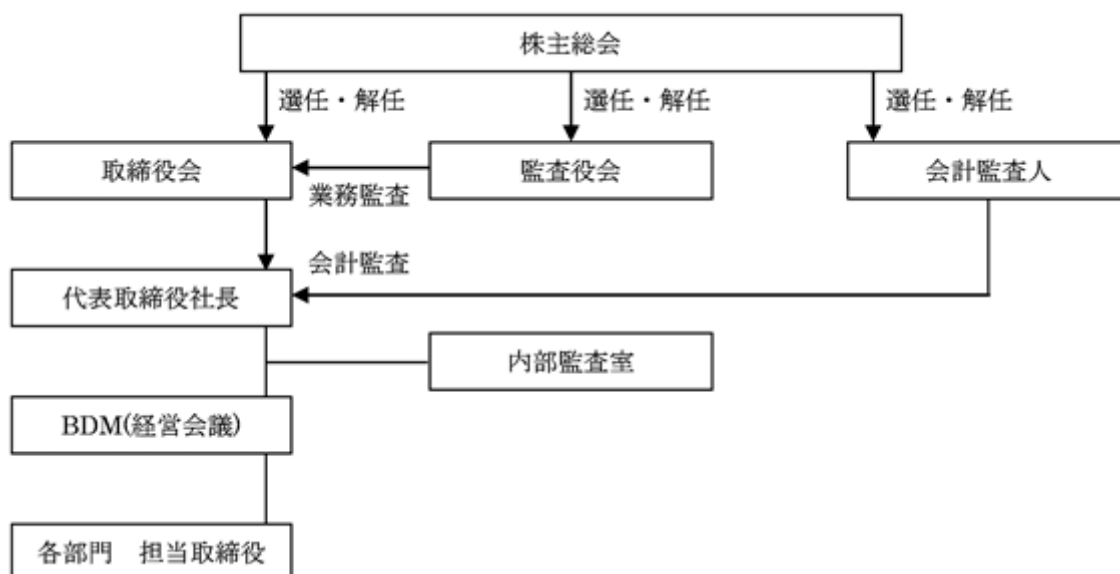 株主総会
選任・解任
選任・解任
選任・解任
取締役会
監査役会
会計監査人
業務監査
会計監査
代表取締役社長
内部監査室
BDM(経営会議)
各部門　担当取締役